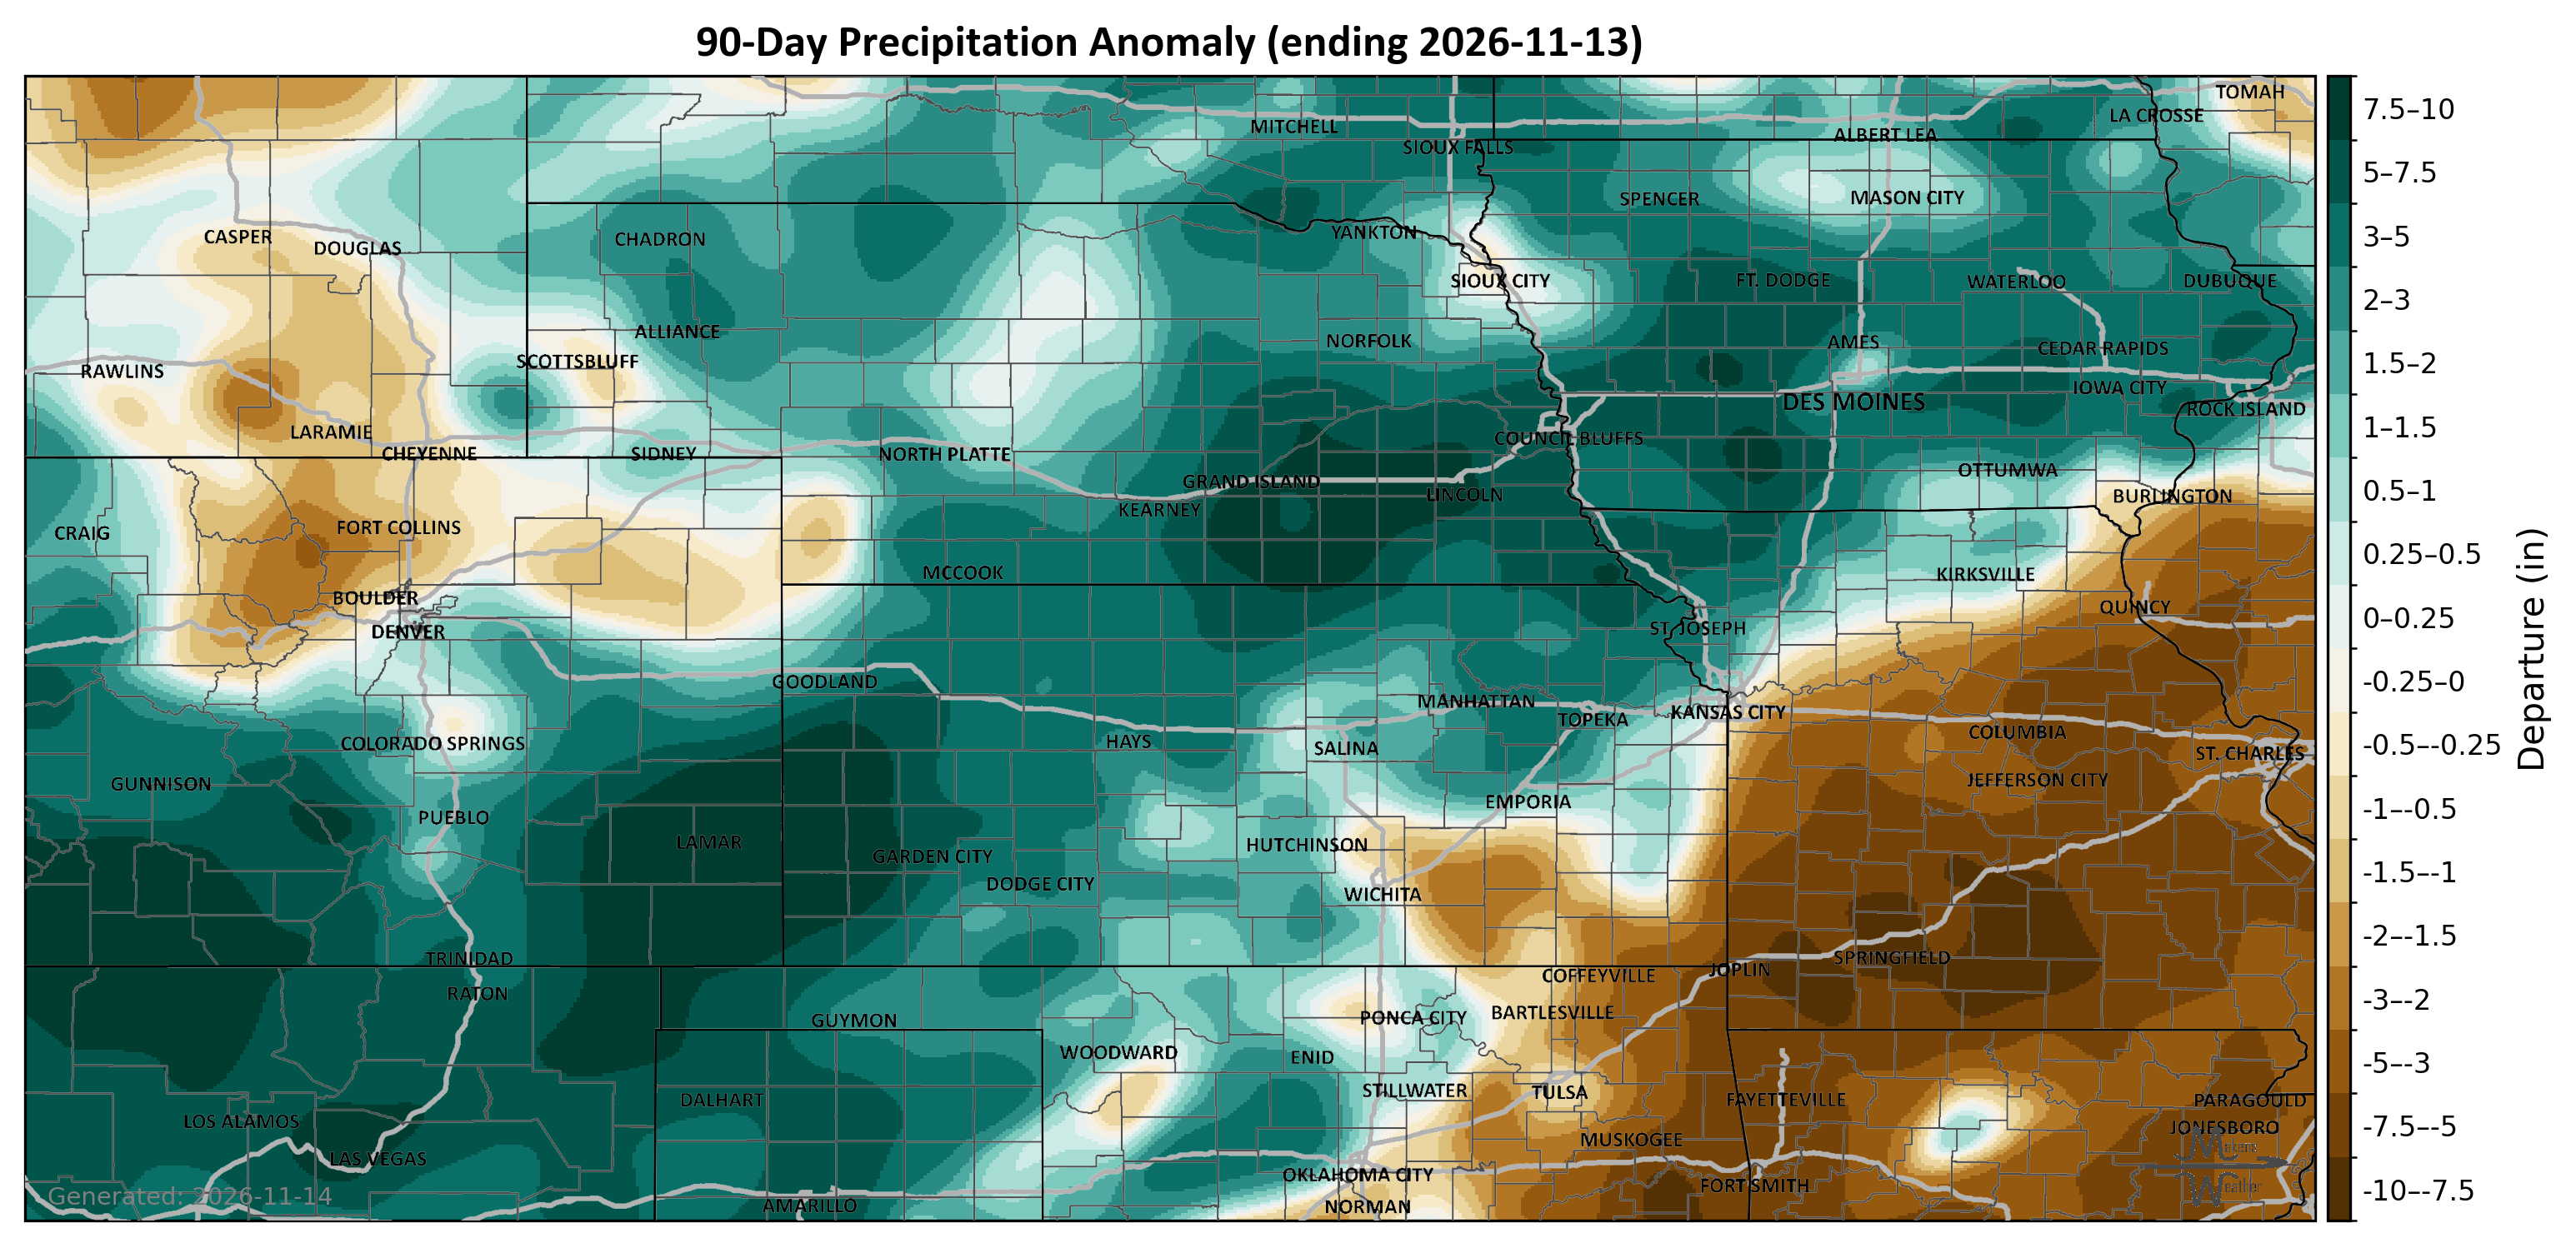 90-Day Precipitation Anomaly (ending 2026-11-13)
TOMAH
LA CROSSE
MITCHELL
ALBERT LEA
SIOUX FALLS
SPENCER
MASON CITY
YANKTON
CASPER
DOUGLAS
CHADRON
SIOUX CITY
FT. DODGE
WATERLOO
DUBUQUE
ALLIANCE
NORFOLK
AMES
CEDAR RAPIDS
SCOTTSBLUFF
RAWLINS
IOWA CITY
DES MOINES
ROCK ISLAND
LARAMIE
COUNCIL BLUFFS
CHEYENNE
SIDNEY
NORTH PLATTE
OTTUMWA
GRAND ISLAND
LINCOLN
BURLINGTON
KEARNEY
CRAIG
FORT COLLINS
MCCOOK
KIRKSVILLE
BOULDER
QUINCY
DENVER
ST. JOSEPH
GOODLAND
MANHATTAN
KANSAS CITY
TOPEKA
COLUMBIA
COLORADO SPRINGS
HAYS
SALINA
ST. CHARLES
GUNNISON
JEFFERSON CITY
EMPORIA
PUEBLO
LAMAR
HUTCHINSON
GARDEN CITY
DODGE CITY
WICHITA
TRINIDAD
SPRINGFIELD
JOPLIN
COFFEYVILLE
RATON
BARTLESVILLE
PONCA CITY
GUYMON
WOODWARD
ENID
STILLWATER
TULSA
DALHART
FAYETTEVILLE
PARAGOULD
LOS ALAMOS
JONESBORO
MUSKOGEE
Makens
Weather
LAS VEGAS
OKLAHOMA CITY
FORT SMITH
AMARILLO
NORMAN
Generated: 2026-11-14
7.5–10
5–7.5
3–5
2–3
1.5–2
1–1.5
0.5–1
0.25–0.5
0–0.25
-0.25–0
-0.5–-0.25
-1–-0.5
-1.5–-1
-2–-1.5
-3–-2
-5–-3
-7.5–-5
-10–-7.5
Departure (in)